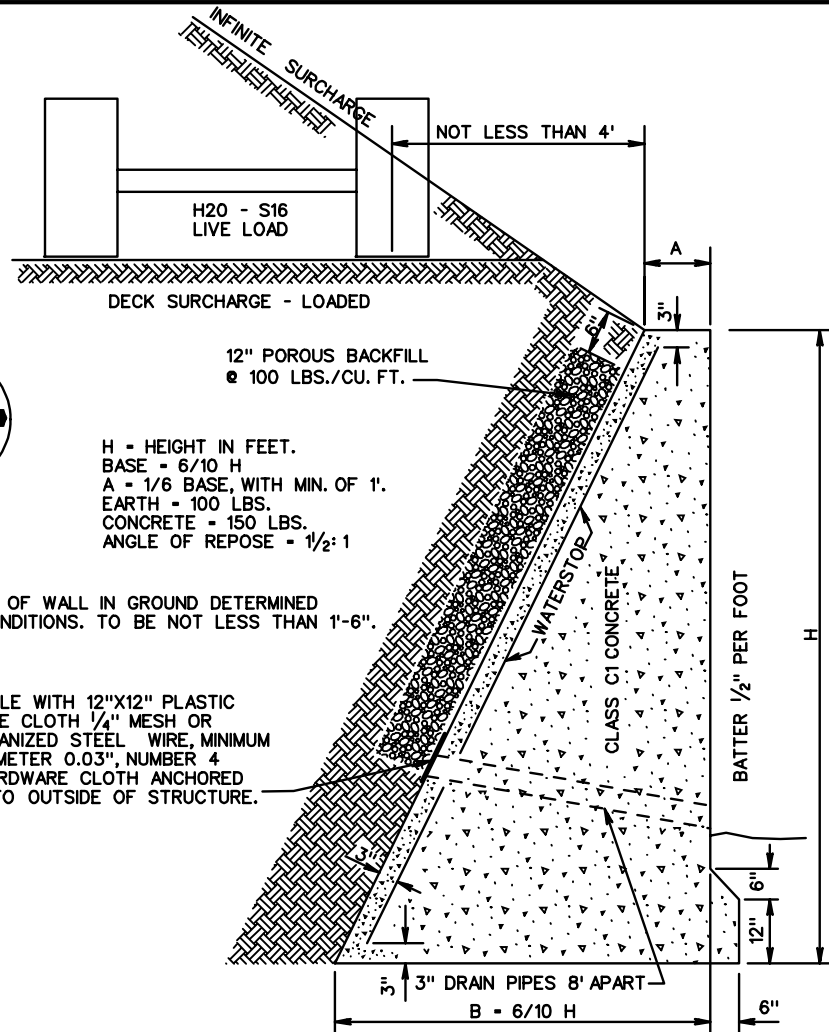 INFINITE SURCHARGE
NOT LESS THAN 4'
H20 - S16
LIVE LOAD
A
DECK SURCHARGE - LOADED
3"
6"
12" POROUS BACKFILL
@ 100 LBS./CU. FT.
H - HEIGHT IN FEET.
BASE - 6/10 H
A - 1/6 BASE, WITH MIN. OF 1'.
EARTH - 100 LBS.
CONCRETE - 150 LBS.
ANGLE OF REPOSE - 1 1/2: 1
WATERSTOP
CLASS C1 CONCRETE
BATTER 1/2" PER FOOT
H
OF WALL IN GROUND DETERMINED
NDITIONS. TO BE NOT LESS THAN 1'-6".
LE WITH 12"X12" PLASTIC
E CLOTH 1/4" MESH OR
ANIZED STEEL WIRE, MINIMUM
METER 0.03", NUMBER 4
RDWARE CLOTH ANCHORED
TO OUTSIDE OF STRUCTURE.
3"
6"
12"
3"
3" DRAIN PIPES 8' APART
B = 6/10 H
6"